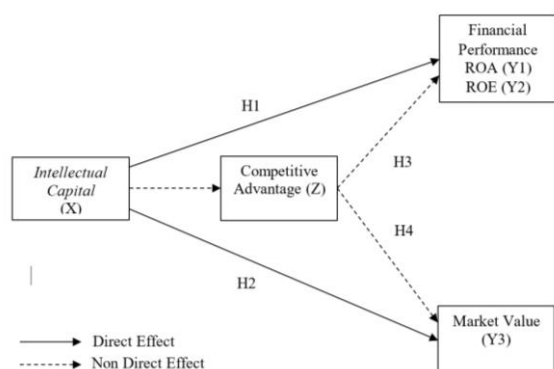 Financial
Performance
ROA (Y1)
ROE (Y2)
H1
Intellectual
Capital
(X)
Competitive
Advantage (Z)
H3
H4
H2
Market Value
(Y3)
Direct Effect
Non Direct Effect